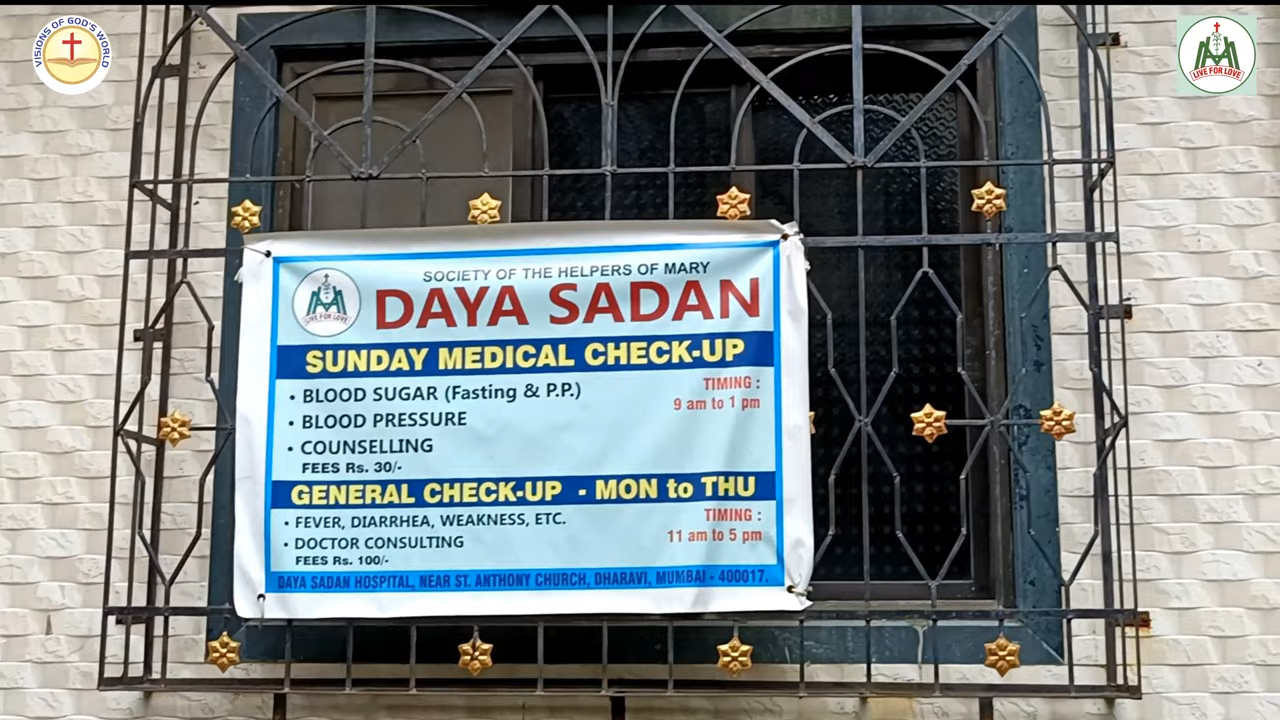 VISIONS OF GOD'S WORLD
LIVE FOR LOVE
SOCIETY OF THE HELPERS OF MARY
LIVE FOR LOVE
DAYA SADAN
SUNDAY MEDICAL CHECK-UP
• BLOOD SUGAR (Fasting & P.P.)
TIMING :
9 am to 1 pm
• BLOOD PRESSURE
• COUNSELLING
FEES Rs. 30/-
GENERAL CHECK-UP - MON to THU
• FEVER, DIARRHEA, WEAKNESS, ETC.
TIMING :
11 am to 5 pm
• DOCTOR CONSULTING
FEES Rs. 100/-
DAYA SADAN HOSPITAL, NEAR ST. ANTHONY CHURCH, DHARAVI, MUMBAI - 400017.